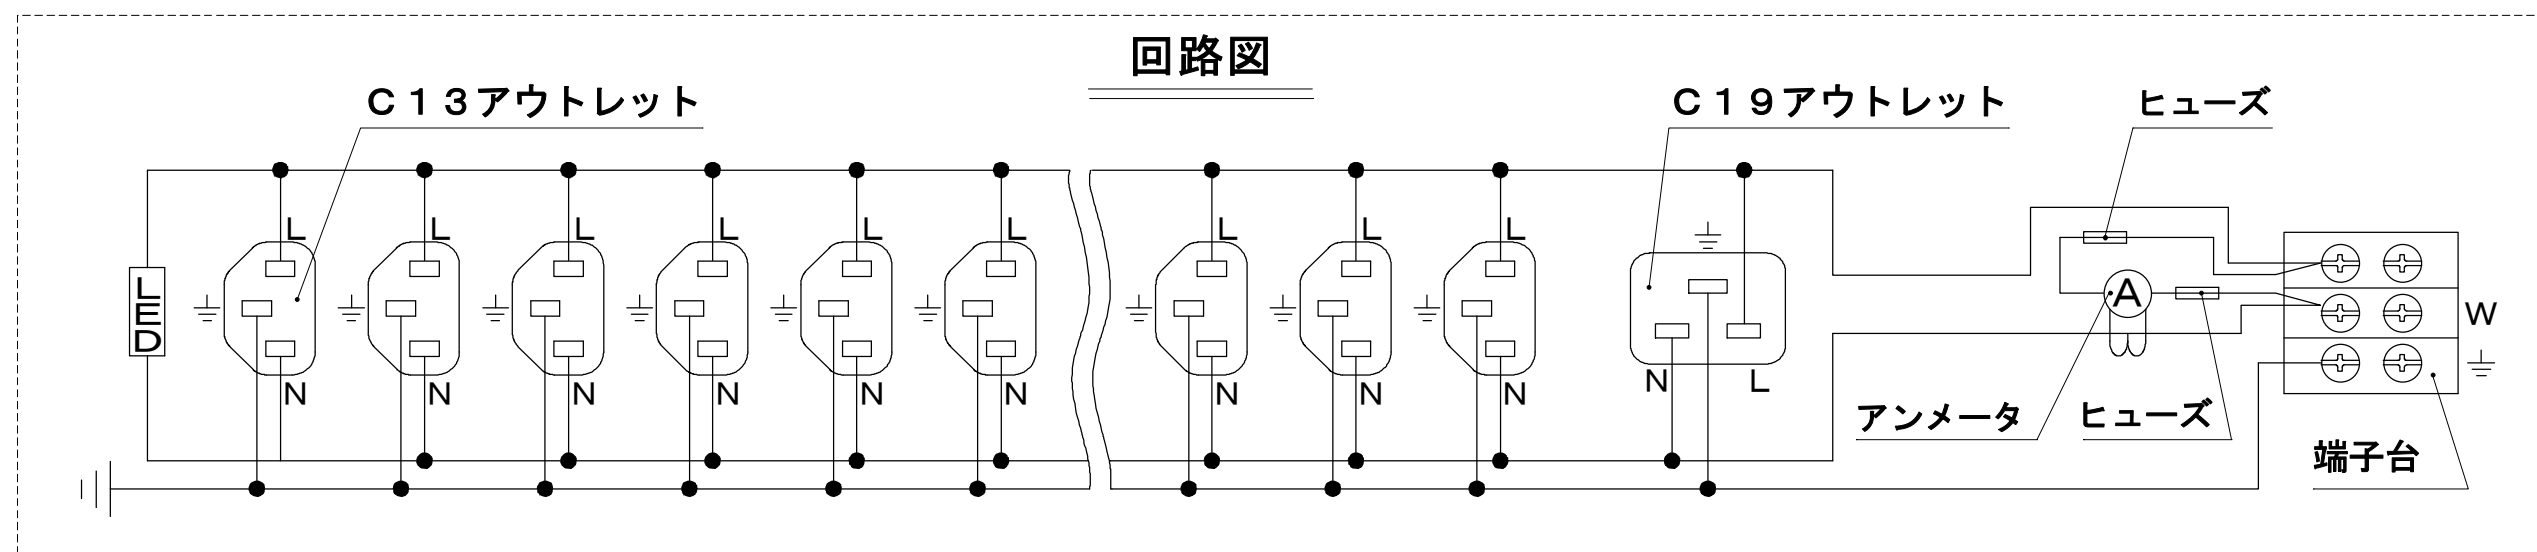 回路図
C13アウトレット
C19アウトレット
ヒューズ
L L L L L L L L L
LED
A
W
N N N N N N N N N
N L
アンメータ
ヒューズ
端子台